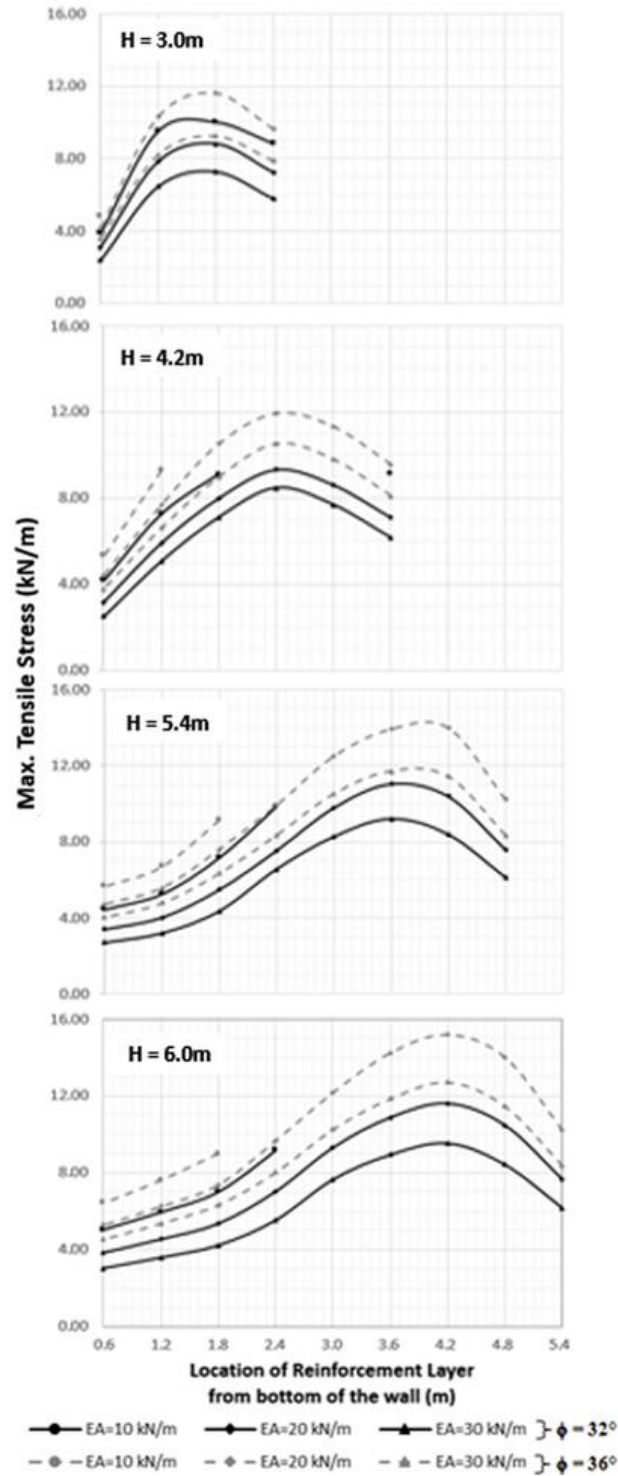 16.00
H = 3.0m
12.00
8.00
4.00
0.00
16.00
H = 4.2m
12.00
8.00
4.00
0.00
Max. Tensile Stress (kN/m)
16.00
H = 5.4m
12.00
8.00
4.00
0.00
16.00
H = 6.0m
12.00
8.00
4.00
0.00
0.6 1.2 1.8 2.4 3.0 3.6 4.2 4.8 5.4
Location of Reinforcement Layer
from bottom of the wall (m)
EA=10 kN/m EA=20 kN/m EA=30 kN/m } ϕ = 32°
EA=10 kN/m EA=20 kN/m EA=30 kN/m } ϕ = 36°